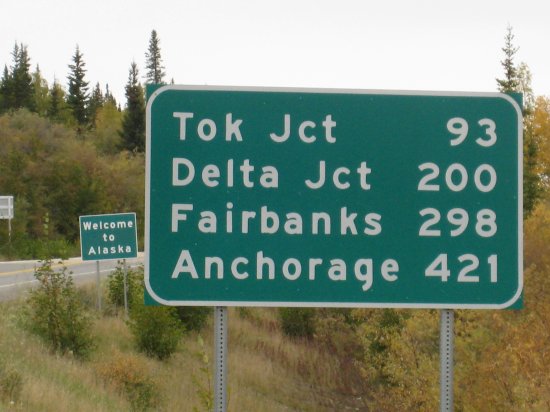 Tok Jct 93
Delta Jct 200
Fairbanks 298
Anchorage 421
Welcome
to
Alaska